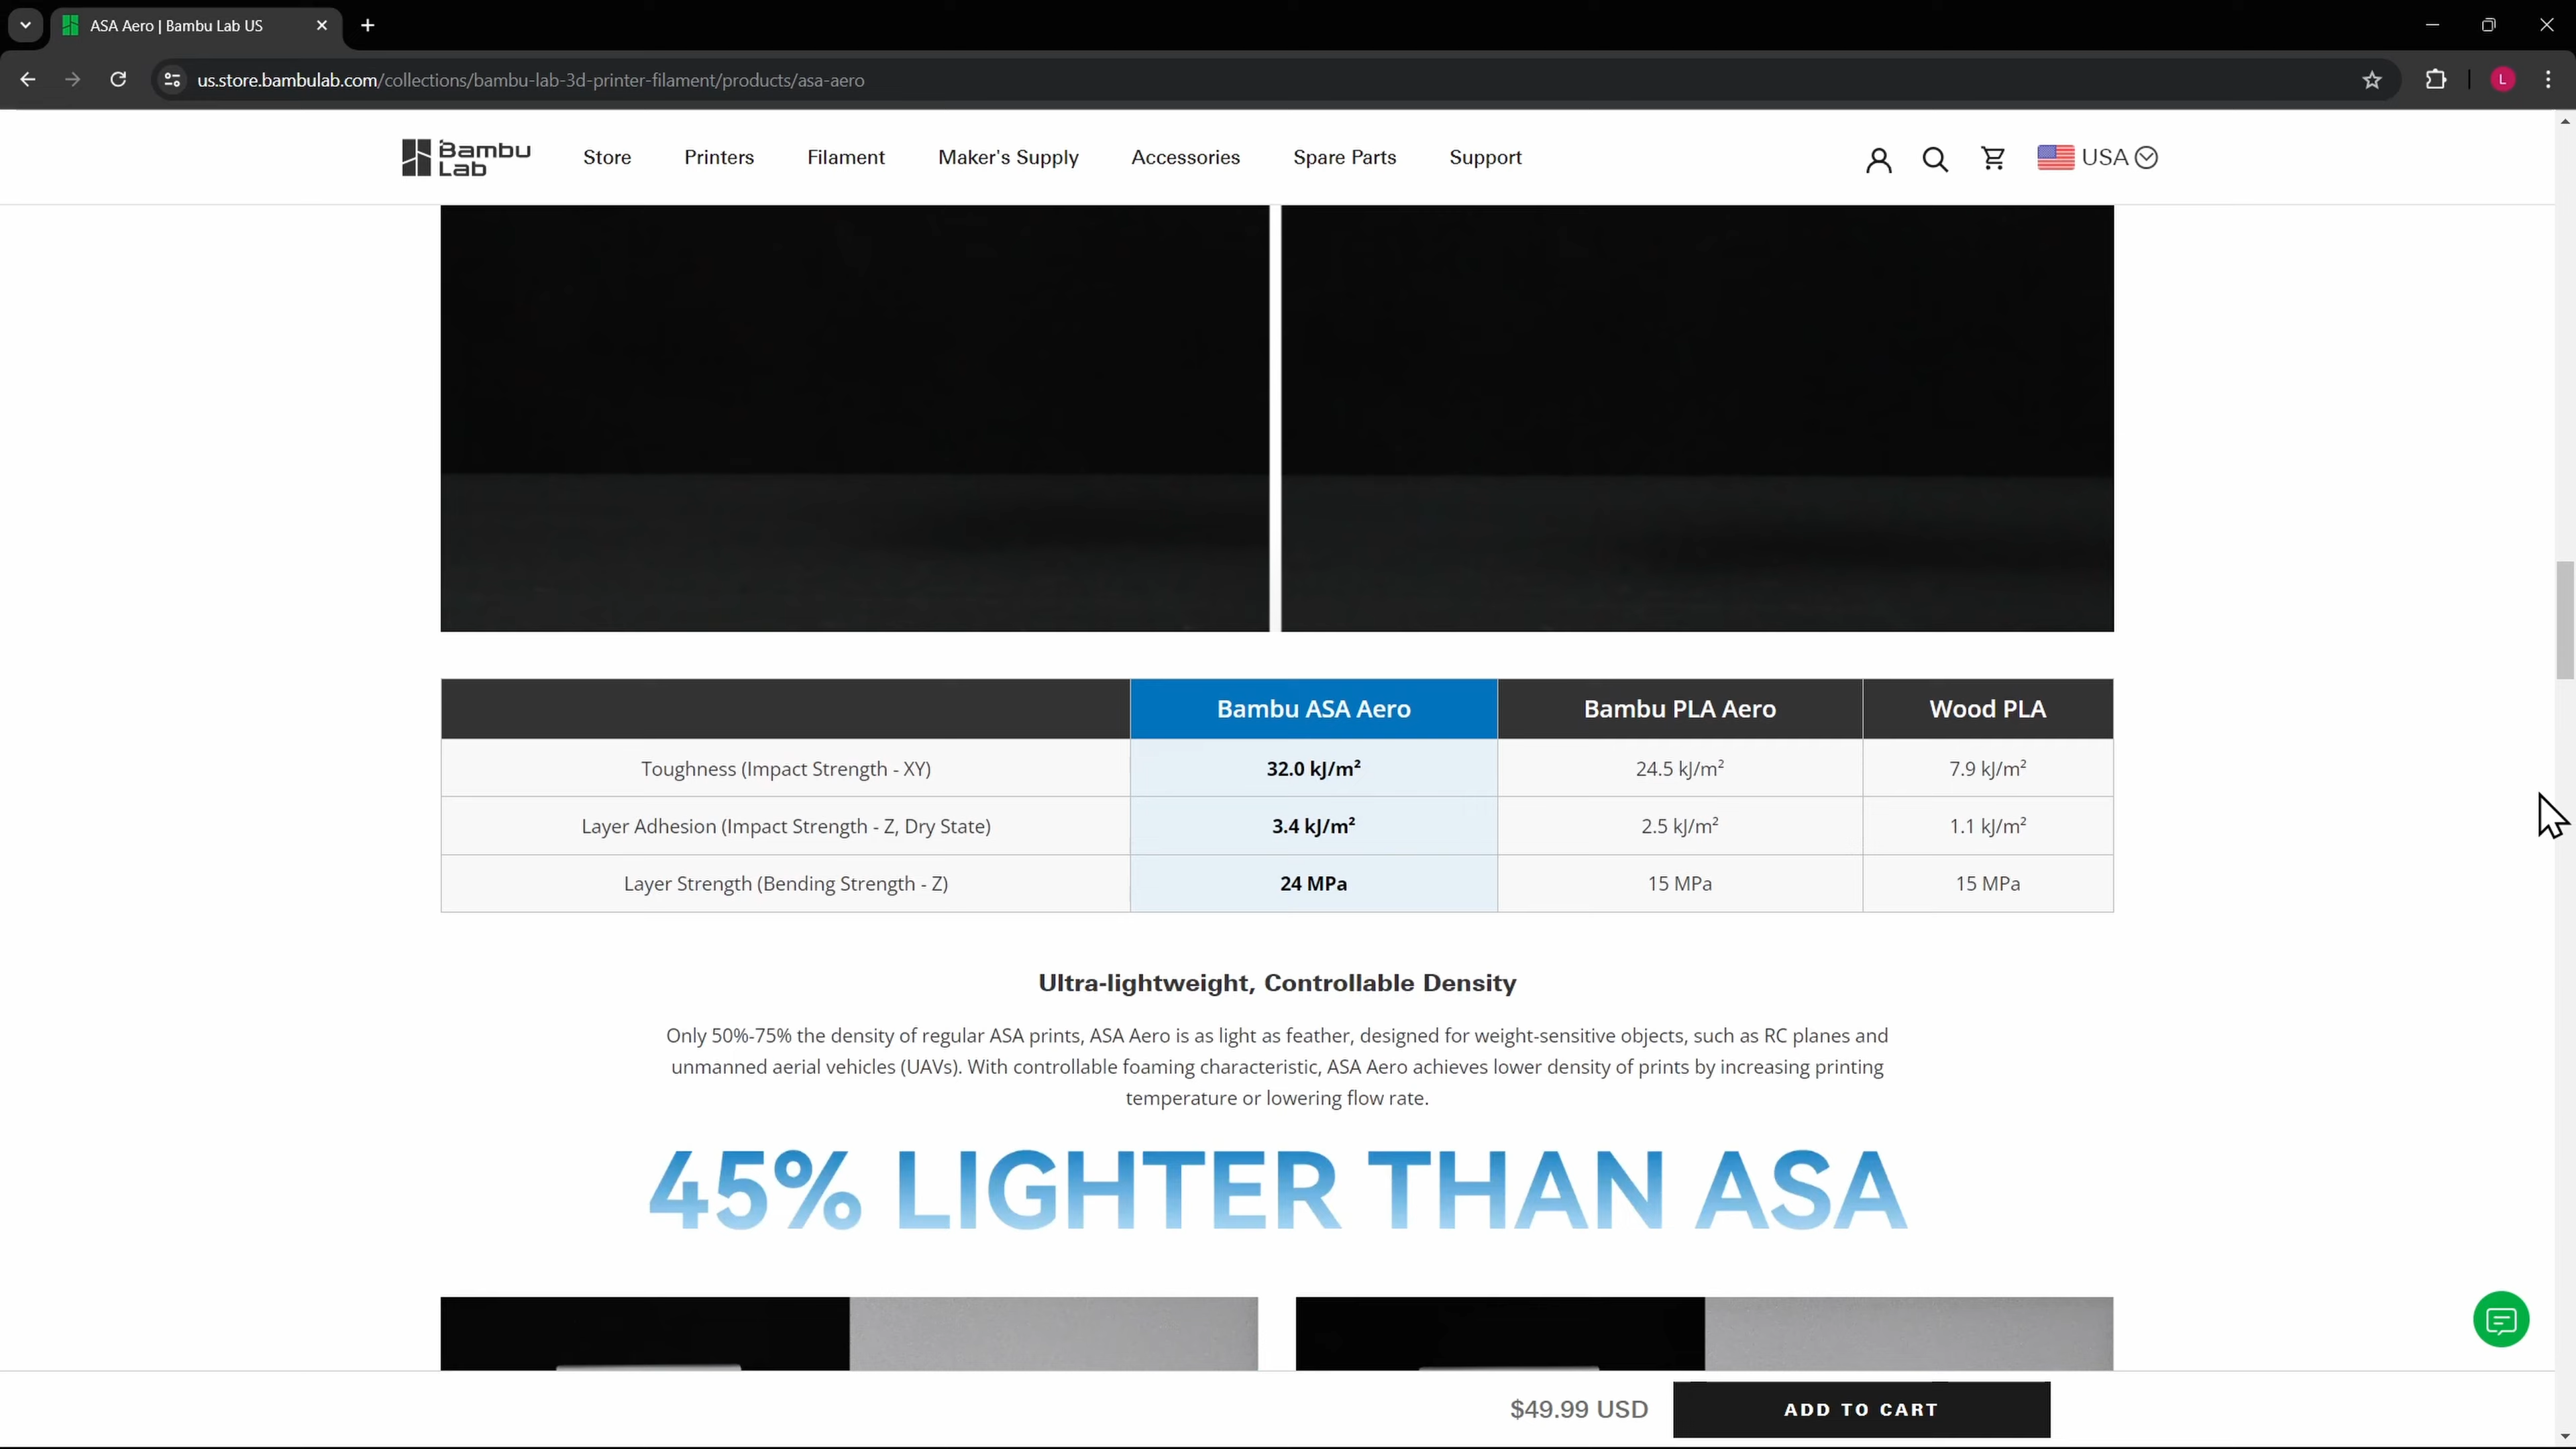 ASA Aero | Bambu Lab US
us.store.bambulab.com/collections/bambu-lab-3d-printer-filament/products/asa-aero
L
Bambu Lab
Store Printers Filament Maker's Supply Accessories Spare Parts Support
USA
Bambu ASA Aero Bambu PLA Aero Wood PLA
Toughness (Impact Strength - XY) 32.0 kJ/m² 24.5 kJ/m² 7.9 kJ/m²
Layer Adhesion (Impact Strength - Z, Dry State) 3.4 kJ/m² 2.5 kJ/m² 1.1 kJ/m²
Layer Strength (Bending Strength - Z) 24 MPa 15 MPa 15 MPa
Ultra-lightweight, Controllable Density
Only 50%-75% the density of regular ASA prints, ASA Aero is as light as feather, designed for weight-sensitive objects, such as RC planes and
unmanned aerial vehicles (UAVs). With controllable foaming characteristic, ASA Aero achieves lower density of prints by increasing printing
temperature or lowering flow rate.
45% LIGHTER THAN ASA
$49.99 USD ADD TO CART